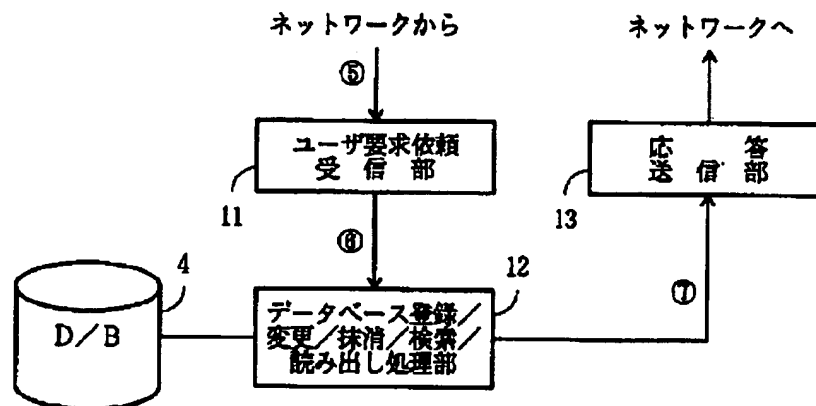 ネットワークから
ネットワークへ
⑤
ユーザ要求依頼
受信部
11
応答
送信部
13
⑥
4
D/B
12
データベース登録/
変更/抹消/検索/
読み出し処理部
⑦